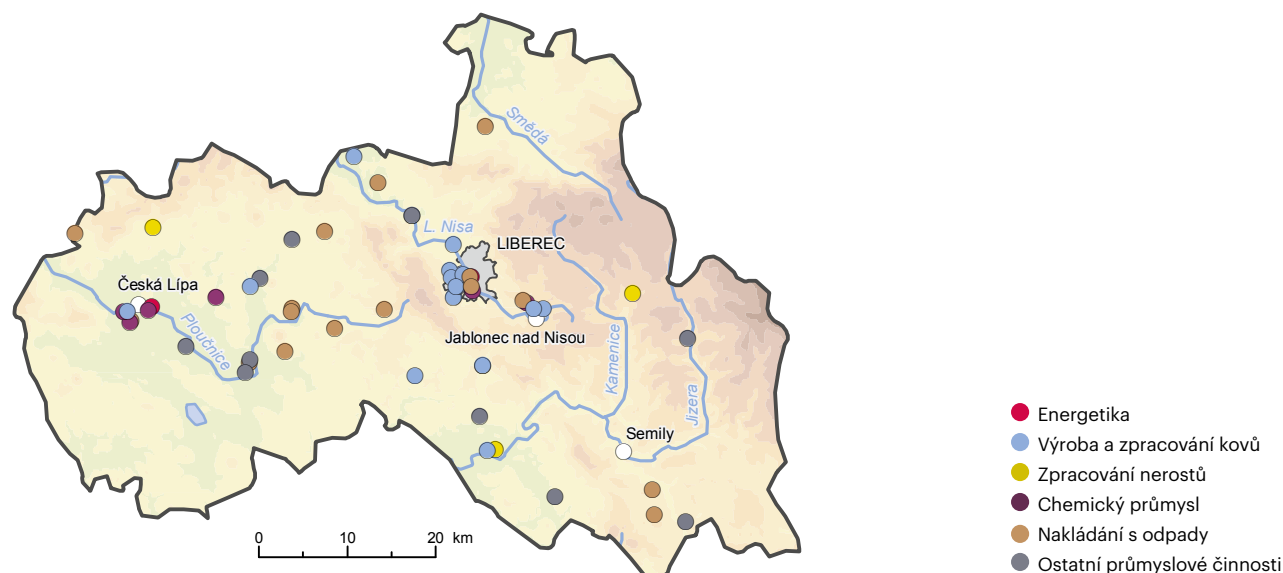 Smědá
L. Nisa
LIBEREC
Česká Lípa
Ploučnice
Jablonec nad Nisou
Kamenice
Jizera
Semily
0 10 20 km
Energetika
Výroba a zpracování kovů
Zpracování nerostů
Chemický průmysl
Nakládání s odpady
Ostatní průmyslové činnosti